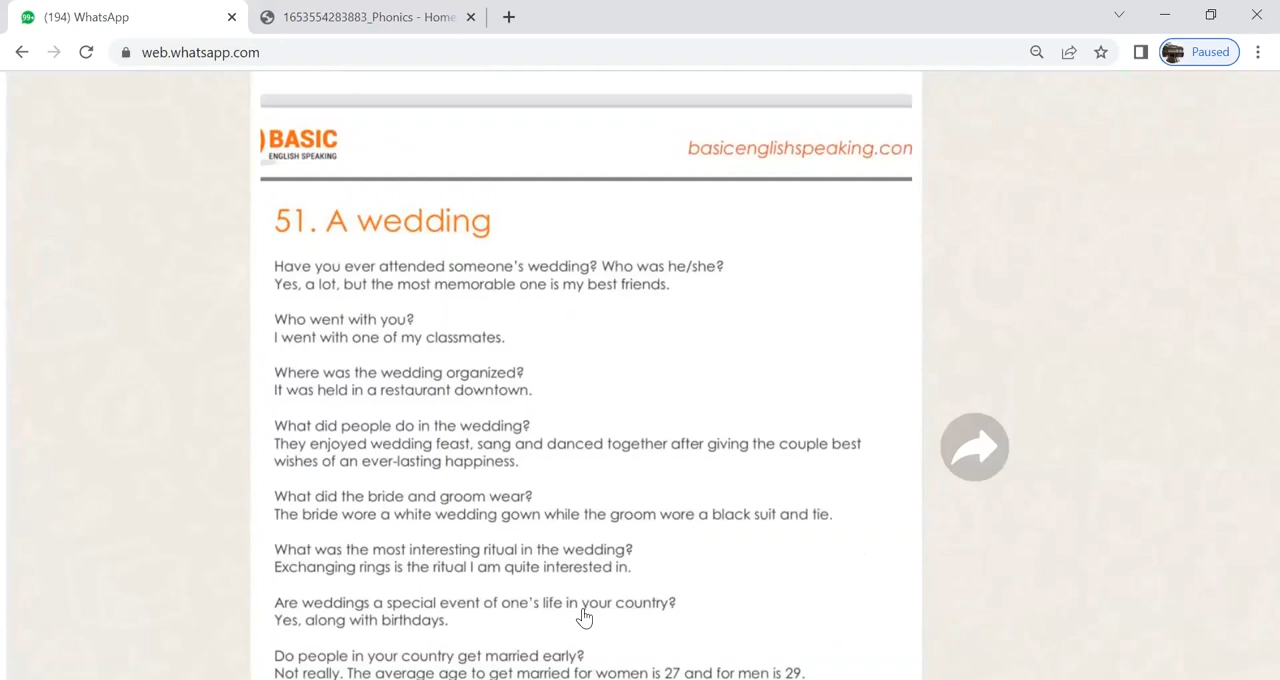 (194) WhatsApp
1653554283883_Phonics - Home
web.whatsapp.com
Paused
BASIC
ENGLISH SPEAKING
basicenglishspeaking.con
51. A wedding
Have you ever attended someone's wedding? Who was he/she?
Yes, a lot, but the most memorable one is my best friends.
Who went with you?
I went with one of my classmates.
Where was the wedding organized?
It was held in a restaurant downtown.
What did people do in the wedding?
They enjoyed wedding feast, sang and danced together after giving the couple best
wishes of an ever-lasting happiness.
What did the bride and groom wear?
The bride wore a white wedding gown while the groom wore a black suit and tie.
What was the most interesting ritual in the wedding?
Exchanging rings is the ritual I am quite interested in.
Are weddings a special event of one's life in your country?
Yes, along with birthdays.
Do people in your country get married early?
Not really. The average age to get married for women is 27 and for men is 29.